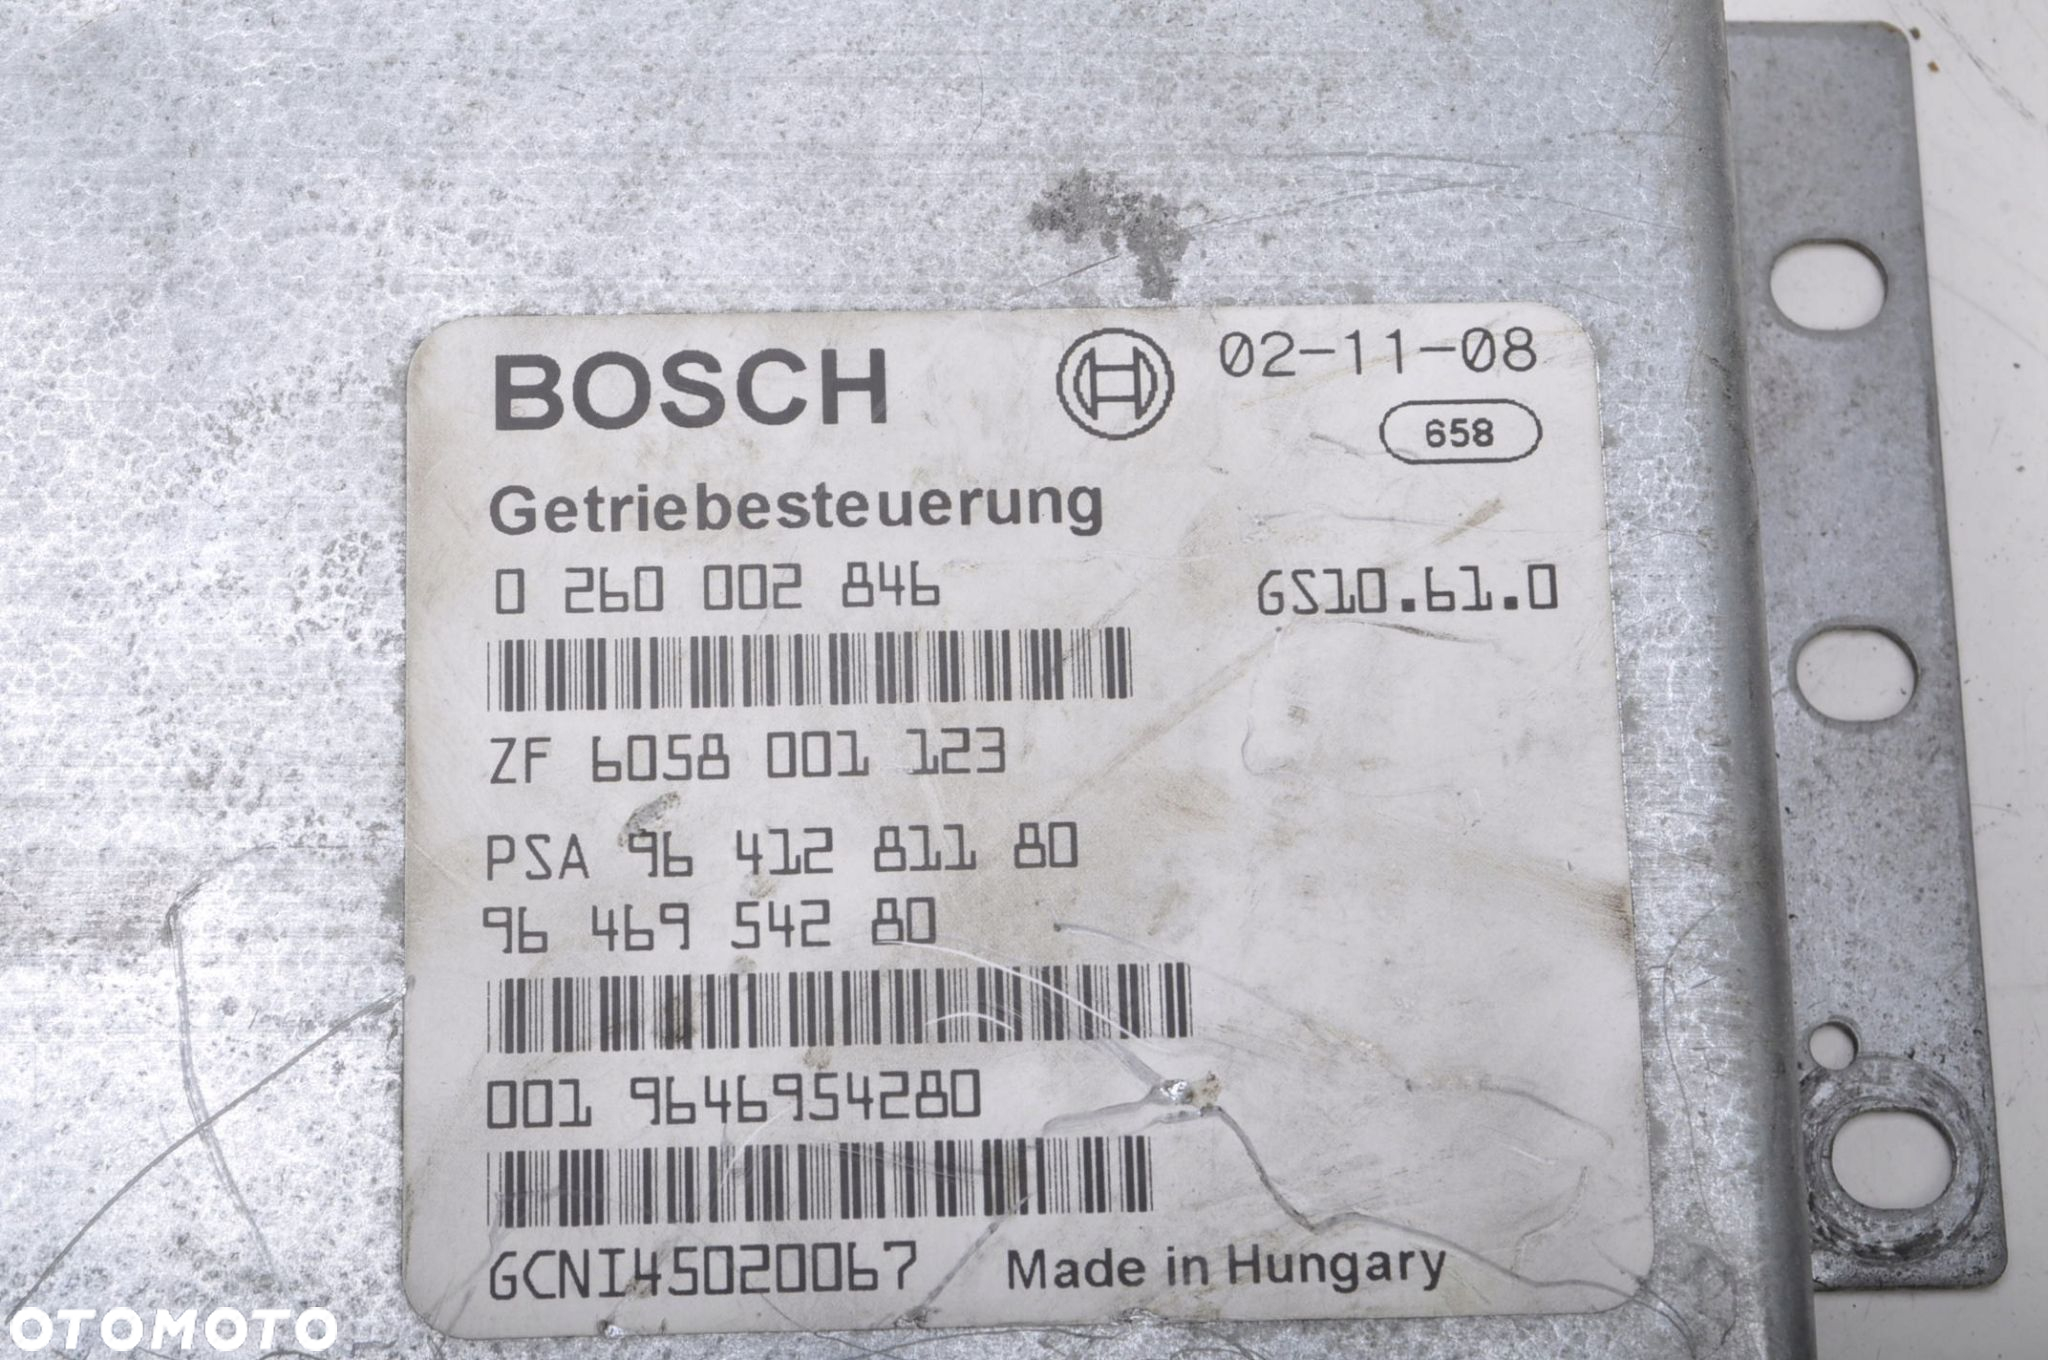 BOSCH 02-11-08
658
Getriebesteuerung
0 260 002 846 GS10.61.0
ZF 6058 001 123
PSA 96 412 811 80
96 469 542 80
001 9646954280
GCNI45020067 Made in Hungary
OTOMOTO